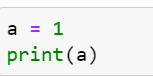 a = 1
print(a)